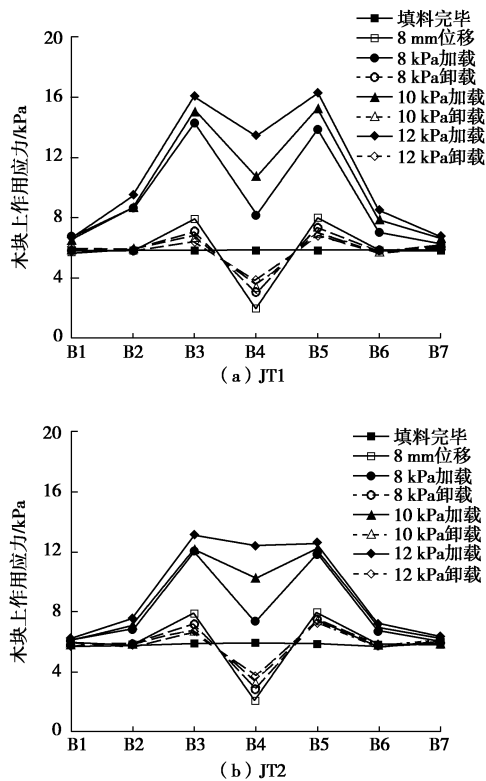 20
16
12
8
4
0
木块上作用应力/kPa
填料完毕
8 mm位移
8 kPa加载
8 kPa卸载
10 kPa加载
10 kPa卸载
12 kPa加载
12 kPa卸载
B1 B2 B3 B4 B5 B6 B7
（a）JT1
20
16
12
8
4
0
木块上作用应力/kPa
填料完毕
8 mm位移
8 kPa加载
8 kPa卸载
10 kPa加载
10 kPa卸载
12 kPa加载
12 kPa卸载
B1 B2 B3 B4 B5 B6 B7
（b）JT2